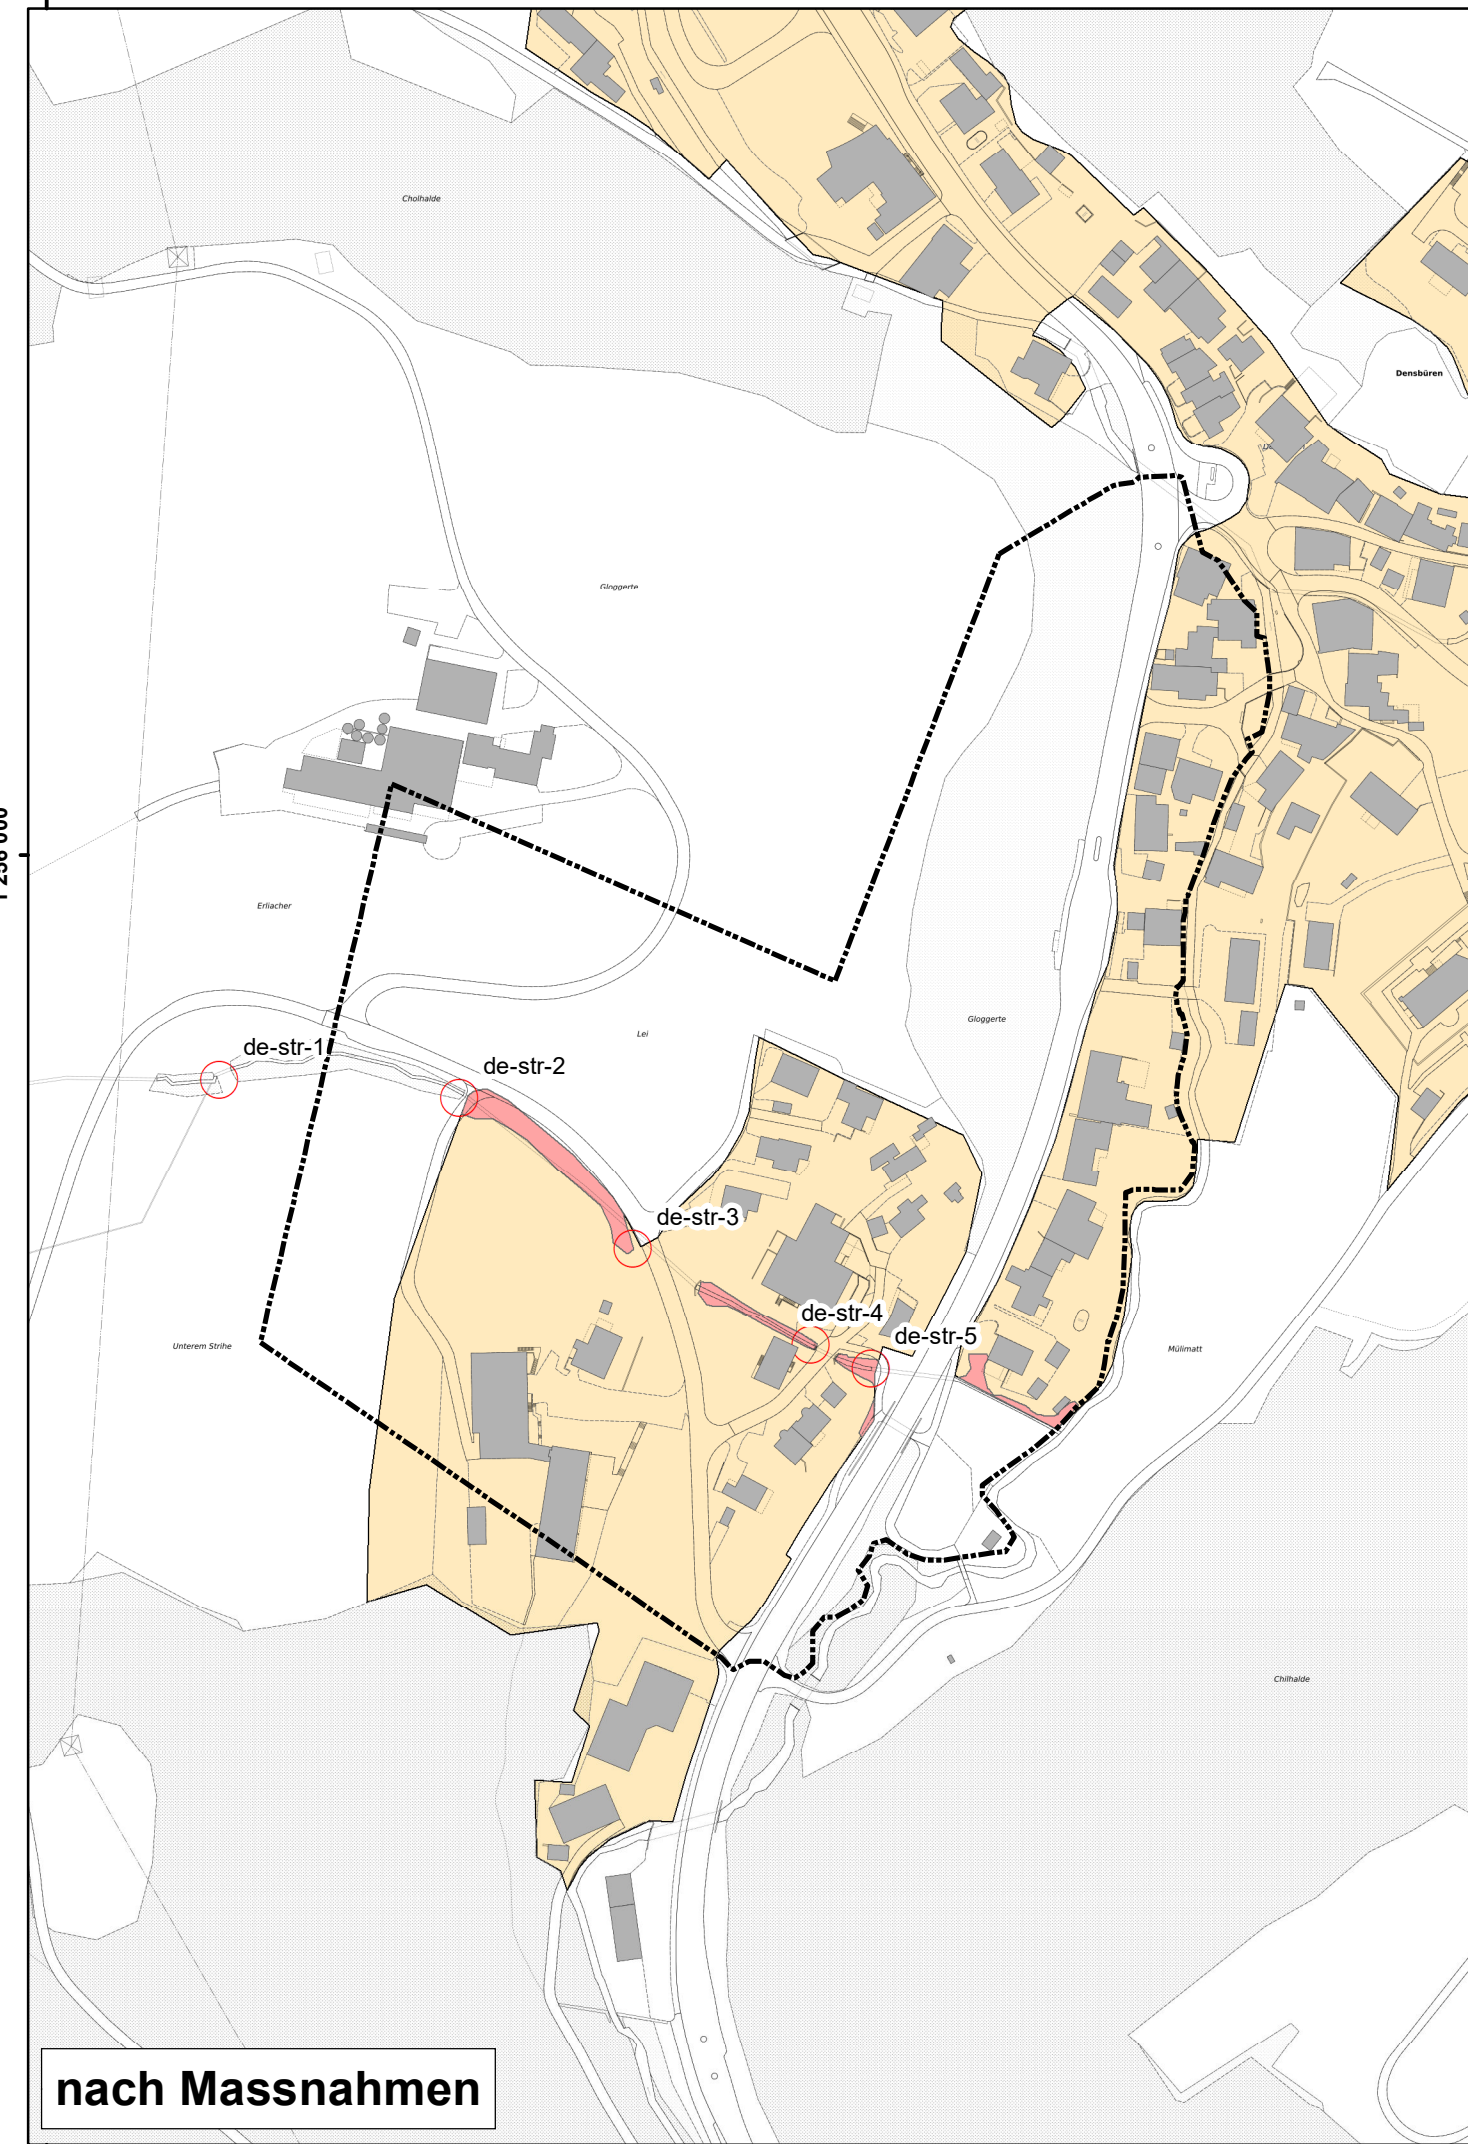 Cholhalde
Densbüren
Gloggerte
Erliacher
Gloggerte
Lei
de-str-1
de-str-2
de-str-3
de-str-4
de-str-5
Unterem Strihe
Mülimatt
Chilhalde
nach Massnahmen